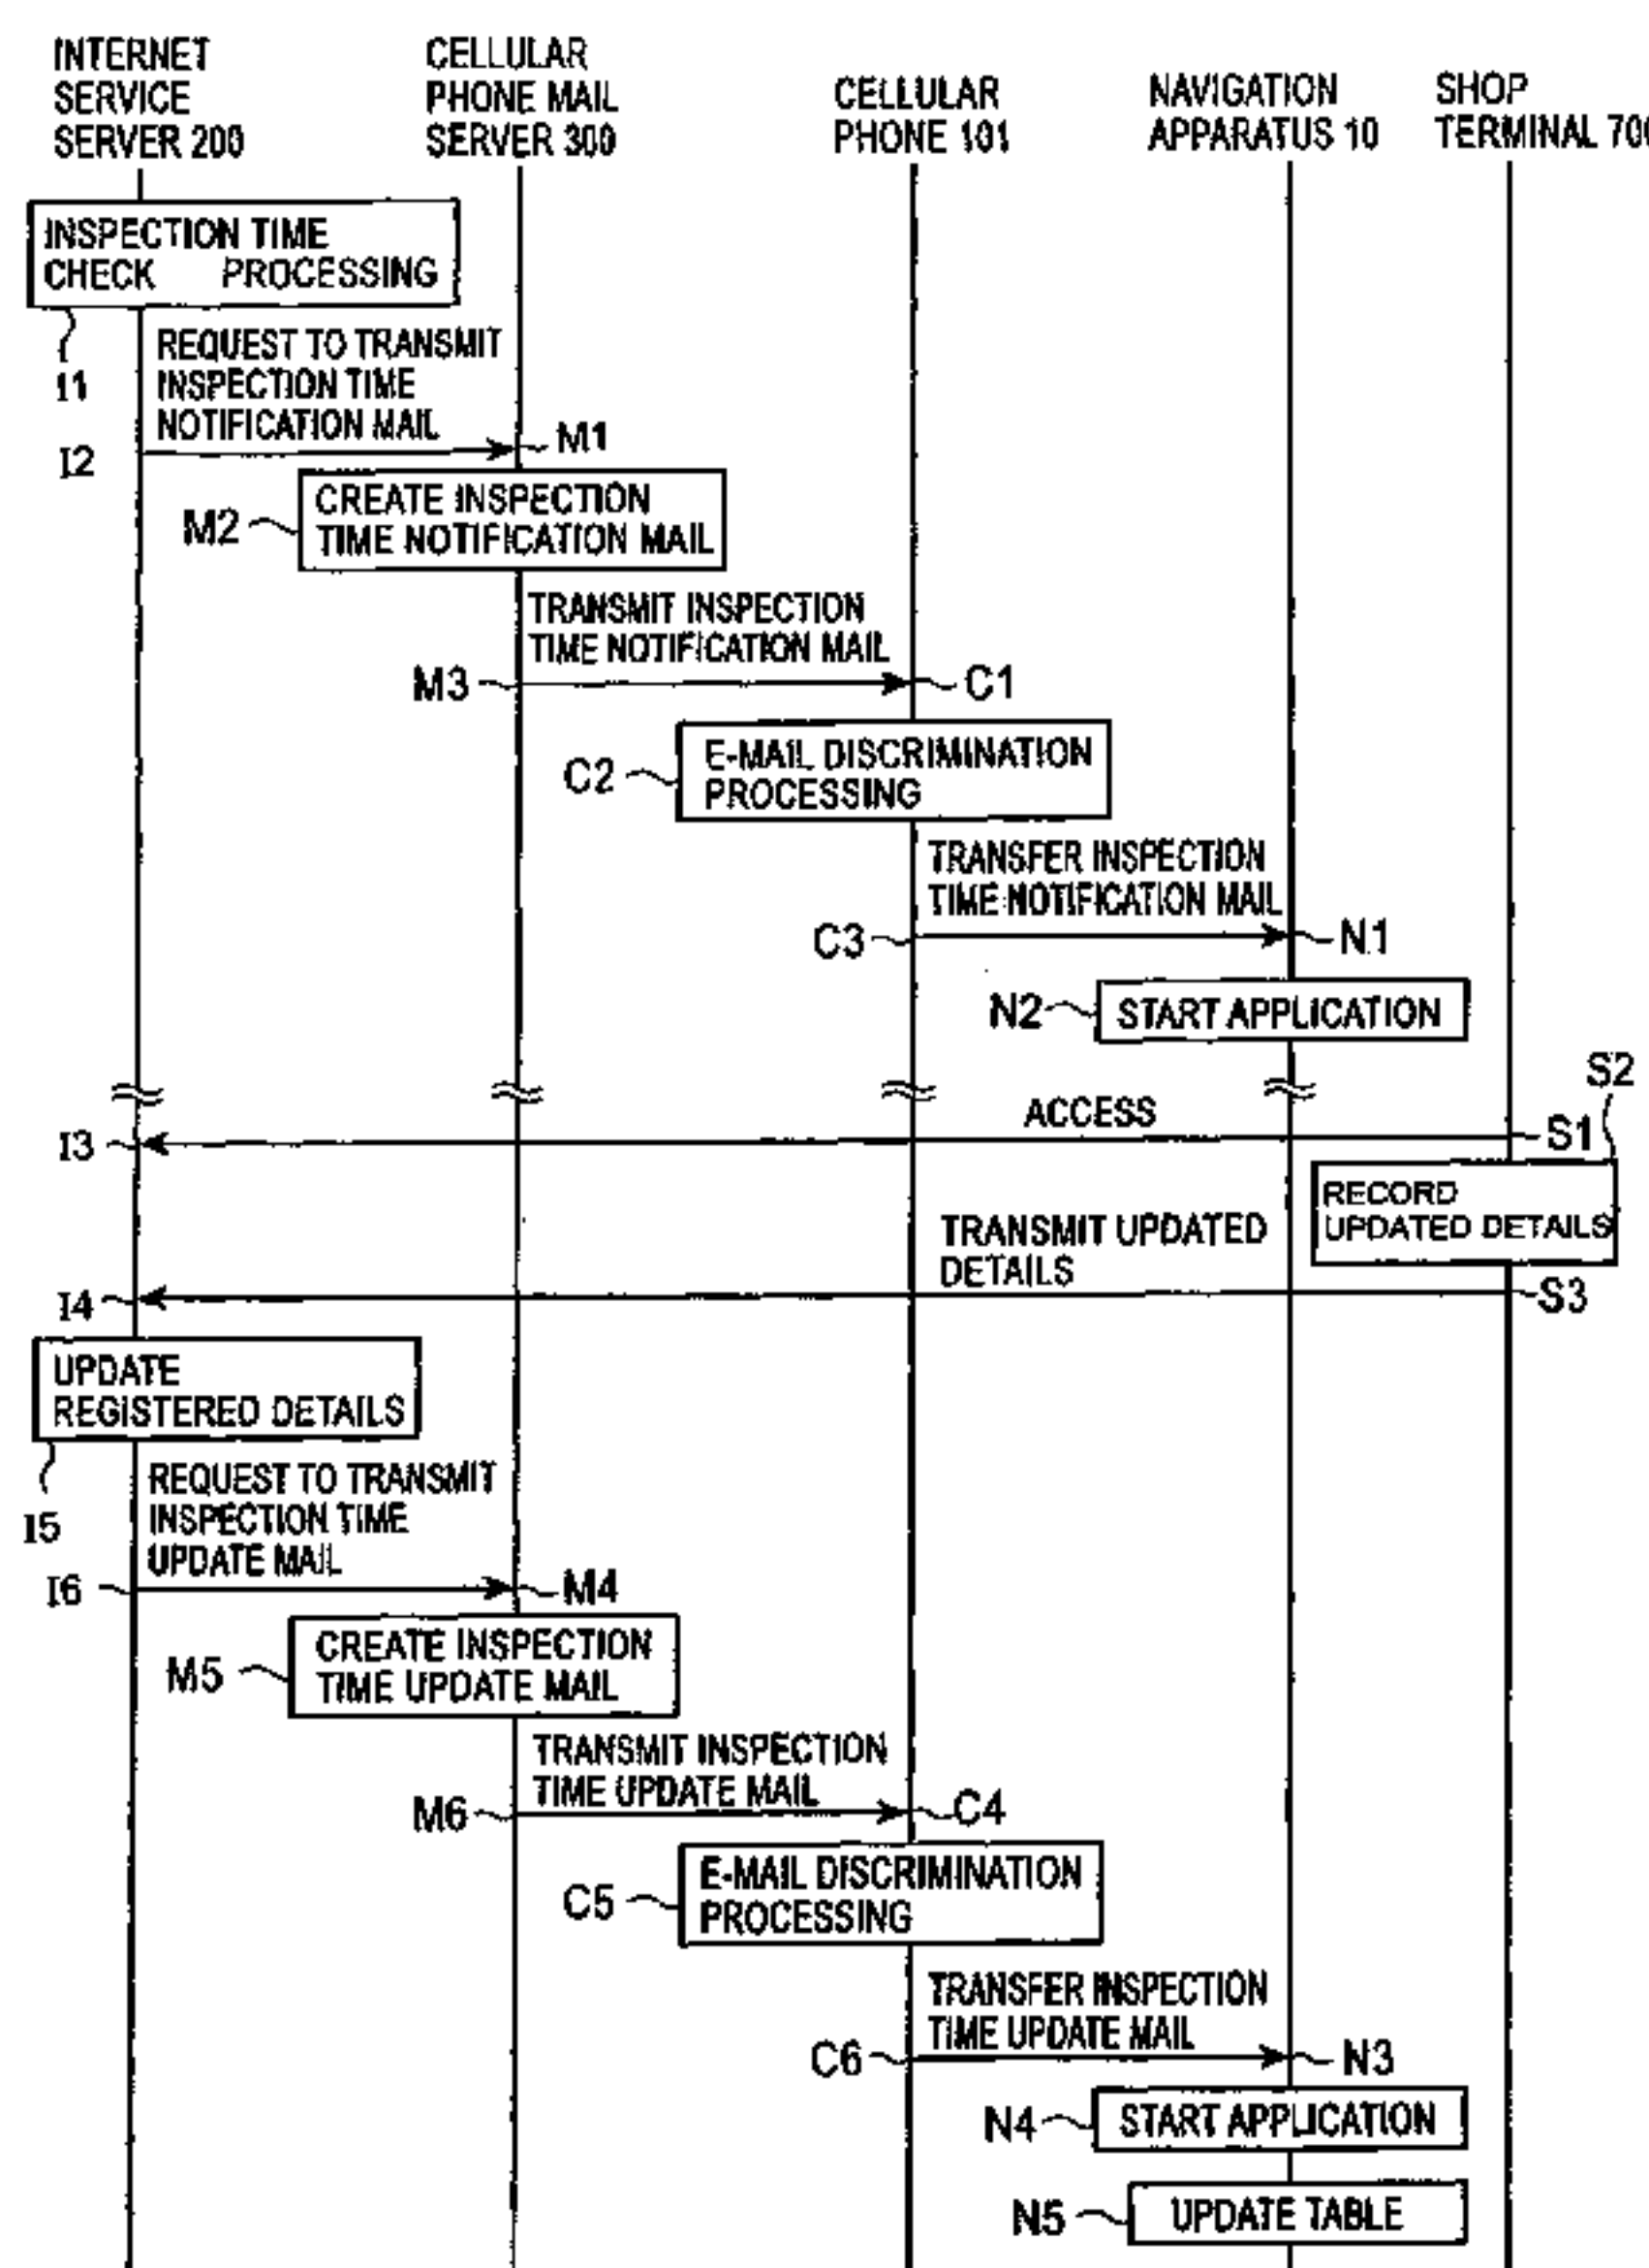 INTERNET
SERVICE
SERVER 200
CELLULAR
PHONE MAIL
SERVER 300
CELLULAR
PHONE 101
NAVIGATION
APPARATUS 10
SHOP
TERMINAL 700
INSPECTION TIME
CHECK PROCESSING
I1
REQUEST TO TRANSMIT
INSPECTION TIME
NOTIFICATION MAIL
I2
M1
M2
CREATE INSPECTION
TIME NOTIFICATION MAIL
TRANSMIT INSPECTION
TIME NOTIFICATION MAIL
M3
C1
C2
E-MAIL DISCRIMINATION
PROCESSING
TRANSFER INSPECTION
TIME NOTIFICATION MAIL
C3
N1
N2
START APPLICATION
S2
ACCESS
I3
S1
RECORD
UPDATED DETAILS
TRANSMIT UPDATED
DETAILS
I4
S3
UPDATE
REGISTERED DETAILS
I5
REQUEST TO TRANSMIT
INSPECTION TIME
UPDATE MAIL
I6
M4
M5
CREATE INSPECTION
TIME UPDATE MAIL
TRANSMIT INSPECTION
TIME UPDATE MAIL
M6
C4
C5
E-MAIL DISCRIMINATION
PROCESSING
TRANSFER INSPECTION
TIME UPDATE MAIL
C6
N3
N4
START APPLICATION
N5
UPDATE TABLE